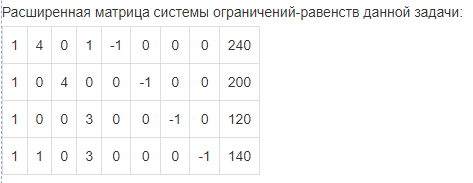 Расширенная матрица системы ограничений-равенств данной задачи:
1 4 0 1 -1 0 0 0 240
1 0 4 0 0 -1 0 0 200
1 0 0 3 0 0 -1 0 120
1 1 0 3 0 0 0 -1 140